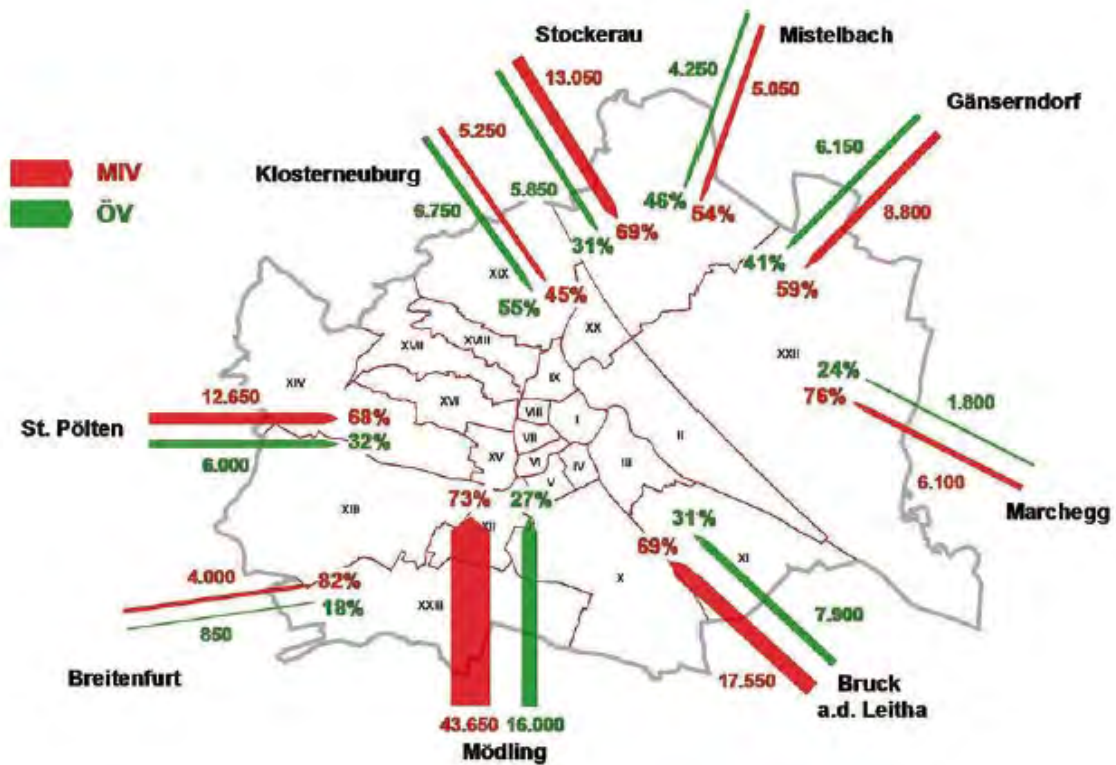 Stockerau
Mistelbach
13.050
4.250
5.050
Gänserndorf
MIV
ÖV
Klosterneuburg
5.250
5.850
6.750
6.150
8.800
46%
54%
69%
31%
41%
59%
XIX
55%
45%
XX
XVIII
XVII
XXII
XIV
IX
24%
76%
1.800
12.650
XVI
VIII
I
St. Pölten
68%
32%
VII
II
6.000
XV
VI
IV
III
V
6.100
Marchegg
73%
27%
XIII
XII
31%
69%
XI
X
4.000
82%
18%
XXIII
850
7.900
Breitenfurt
17.550
Bruck
a.d. Leitha
43.650
16.000
Mödling